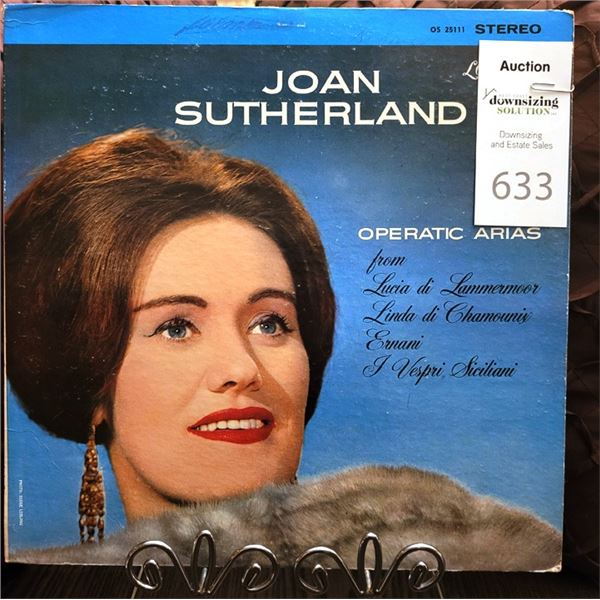 OS 25111 STEREO
JOAN
SUTHERLAND
Auction
downsizing
SOLUTION
Downsizing
and Estate Sales
633
OPERATIC ARIAS
from
Lucia di Lammermoor
Linda di Chamounix
Ernani
I Vespri Siciliani